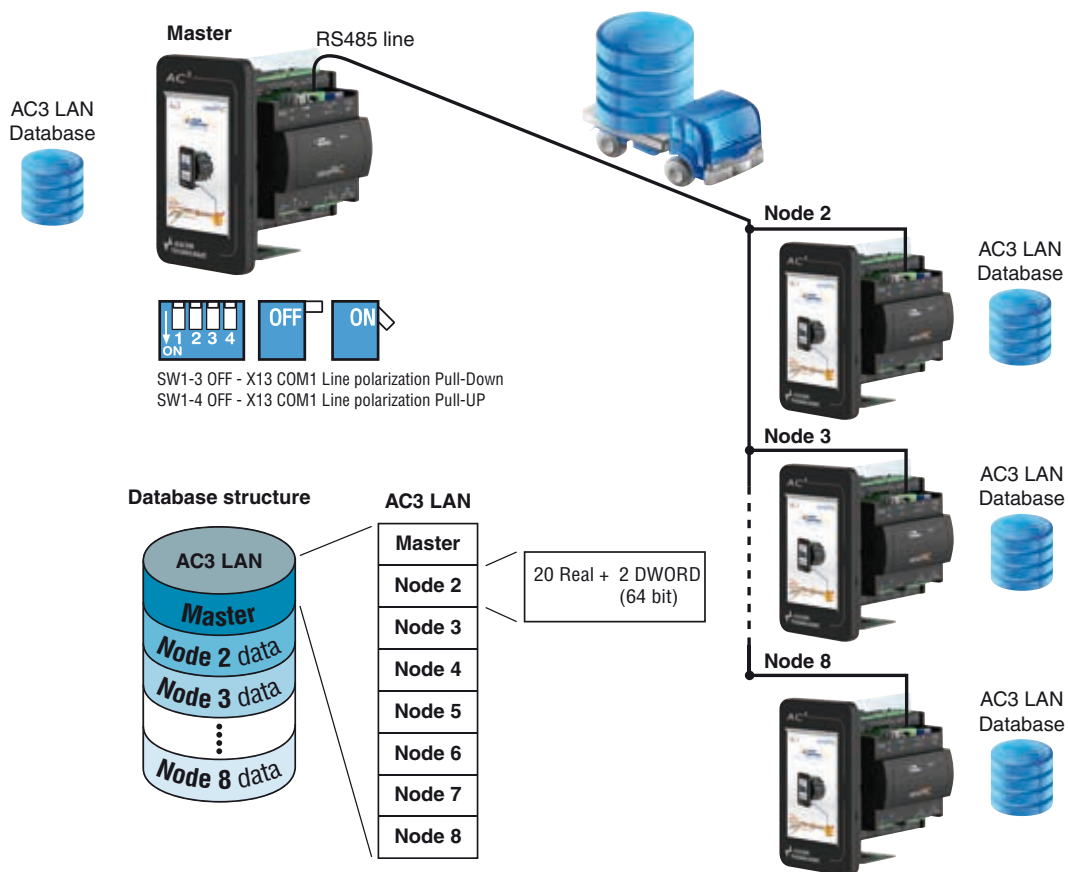 Master
RS485 line
AC3 LAN
Database
AC³
Node 2
AC3 LAN
Database
AC³
1 2 3 4
ON
OFF
ON
SW1-3 OFF - X13 COM1 Line polarization Pull-Down
SW1-4 OFF - X13 COM1 Line polarization Pull-UP
Node 3
AC3 LAN
Database
AC³
Database structure
AC3 LAN
Master
Node 2 data
Node 3 data
Node 8 data
AC3 LAN
Master
Node 2
Node 3
Node 4
Node 5
Node 6
Node 7
Node 8
20 Real + 2 DWORD
(64 bit)
Node 8
AC3 LAN
Database
AC³